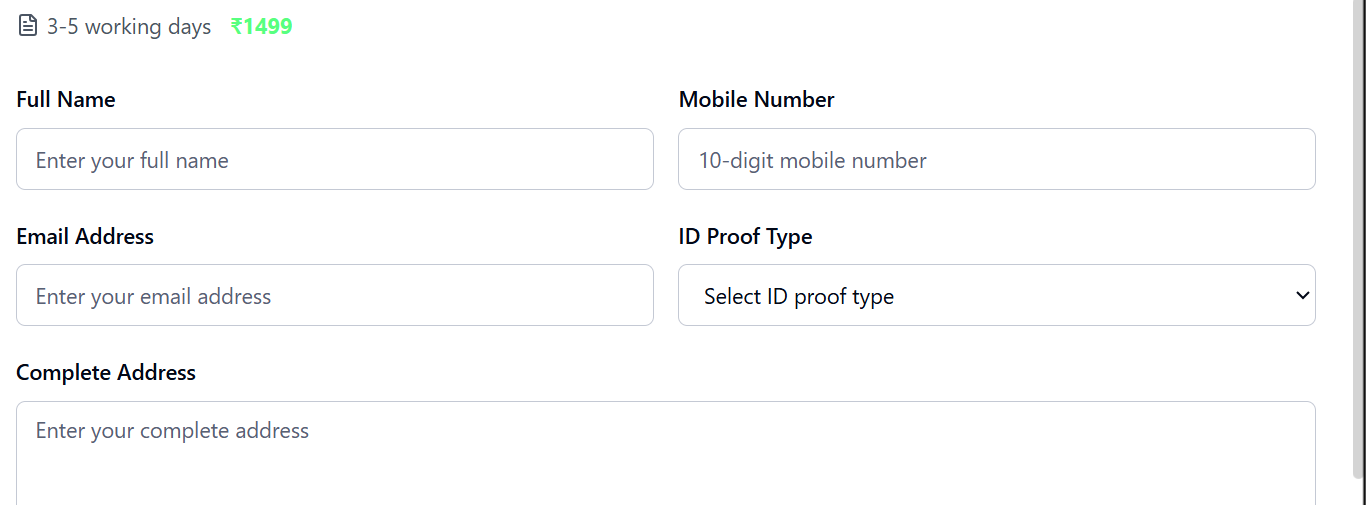 3-5 working days ₹1499
Full Name
Mobile Number
Enter your full name
10-digit mobile number
Email Address
ID Proof Type
Enter your email address
Select ID proof type
Complete Address
Enter your complete address